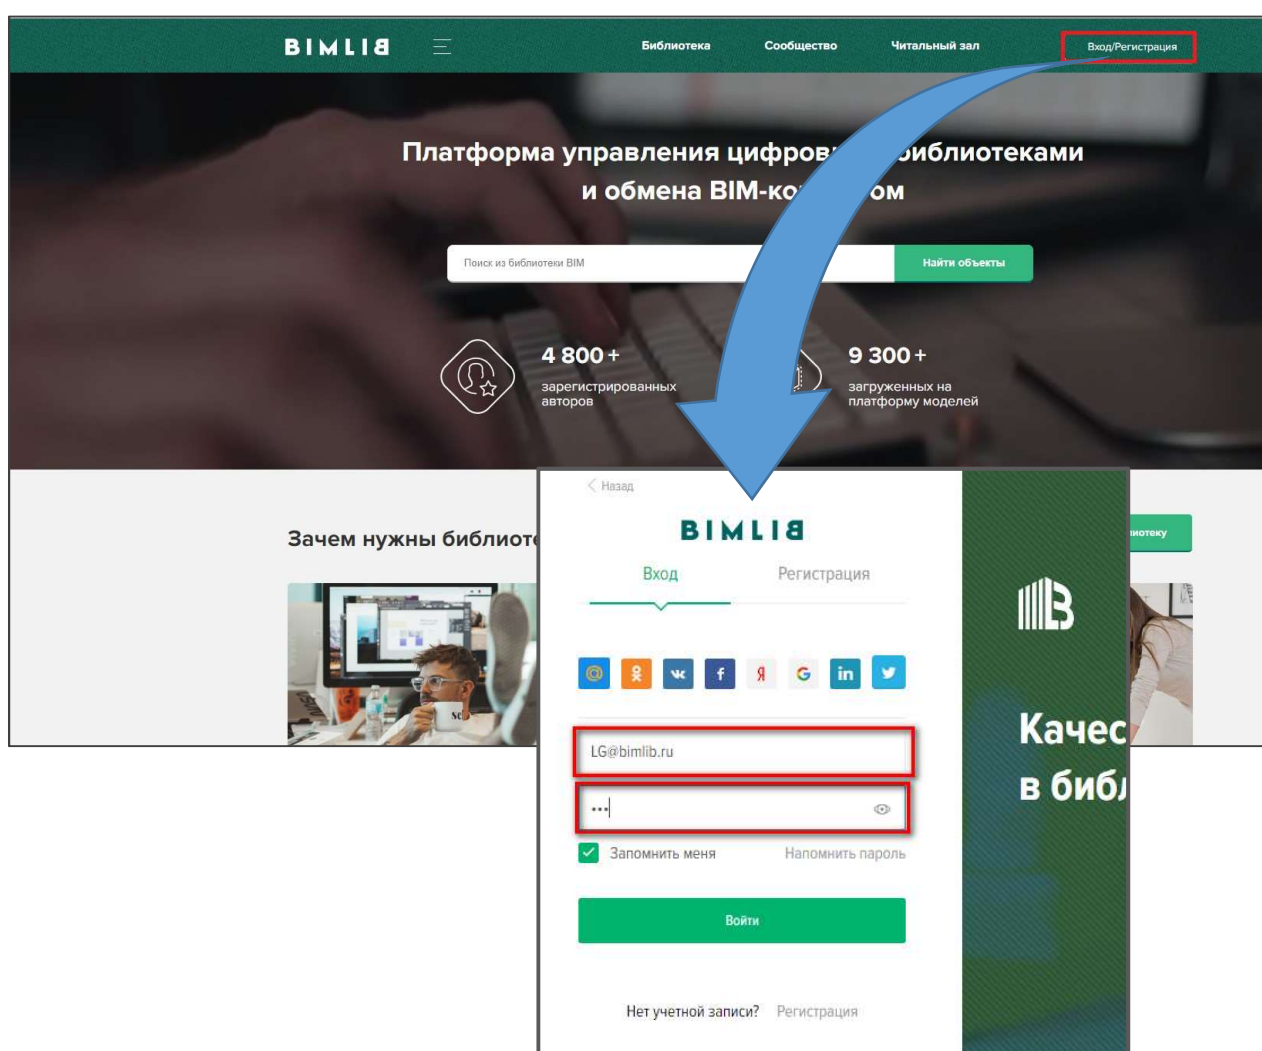 BIMLIB
Библиотека
Сообщество
Читальный зал
Вход/Регистрация
Платформа управления цифров библиотеками
и обмена BIM-ко ом
Поиск из библиотеки BIM
Найти объекты
4 800+
зарегистрированных
авторов
9 300+
загруженных на
платформу моделей
Зачем нужны библиоте
иотеку
< Назад
BIMLIB
Вход
Регистрация
LG@bimlib.ru
•••
Запомнить меня
Напомнить пароль
Войти
Нет учетной записи? Регистрация
B
Качес
в библ